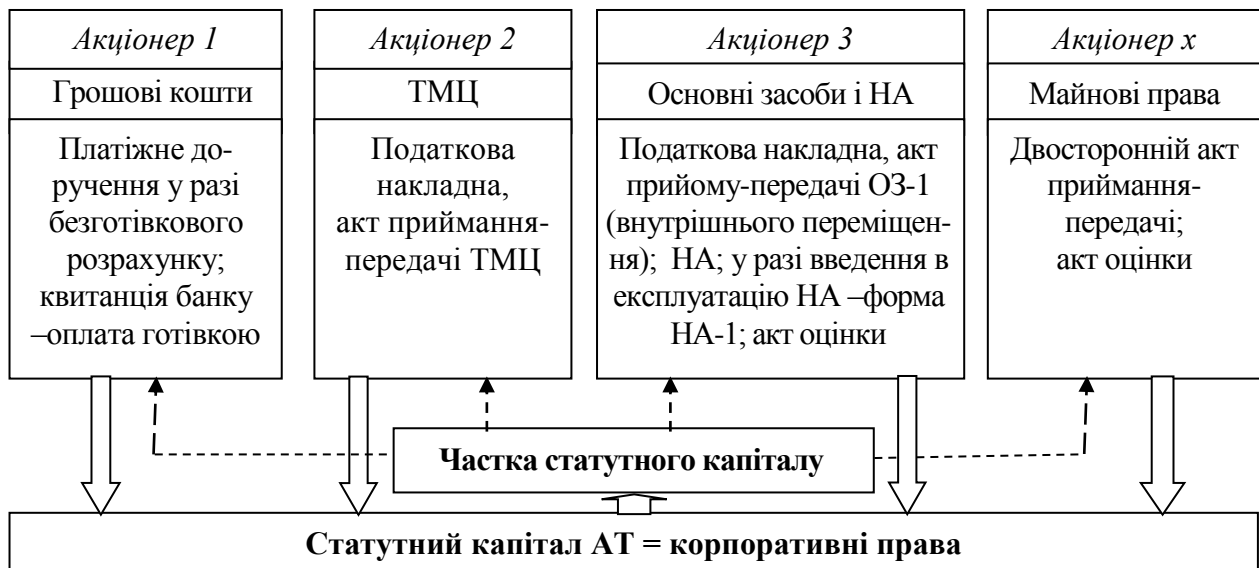 Акціонер 1
Грошові кошти
Платіжне до-
ручення у разі
безготівкового
розрахунку;
квитанція банку
–оплата готівкою
Акціонер 2
ТМЦ
Податкова
накладна,
акт приймання-
передачі ТМЦ
Акціонер 3
Основні засоби і НА
Податкова накладна, акт
прийому-передачі ОЗ-1
(внутрішнього переміщен-
ня); НА; у разі введення в
експлуатацію НА –форма
НА-1; акт оцінки
Акціонер х
Майнові права
Двосторонній акт
приймання-
передачі;
акт оцінки
Частка статутного капіталу
Статутний капітал АТ = корпоративні права